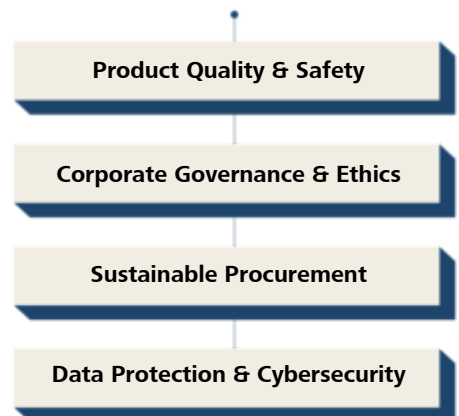 Product Quality & Safety
Corporate Governance & Ethics
Sustainable Procurement
Data Protection & Cybersecurity